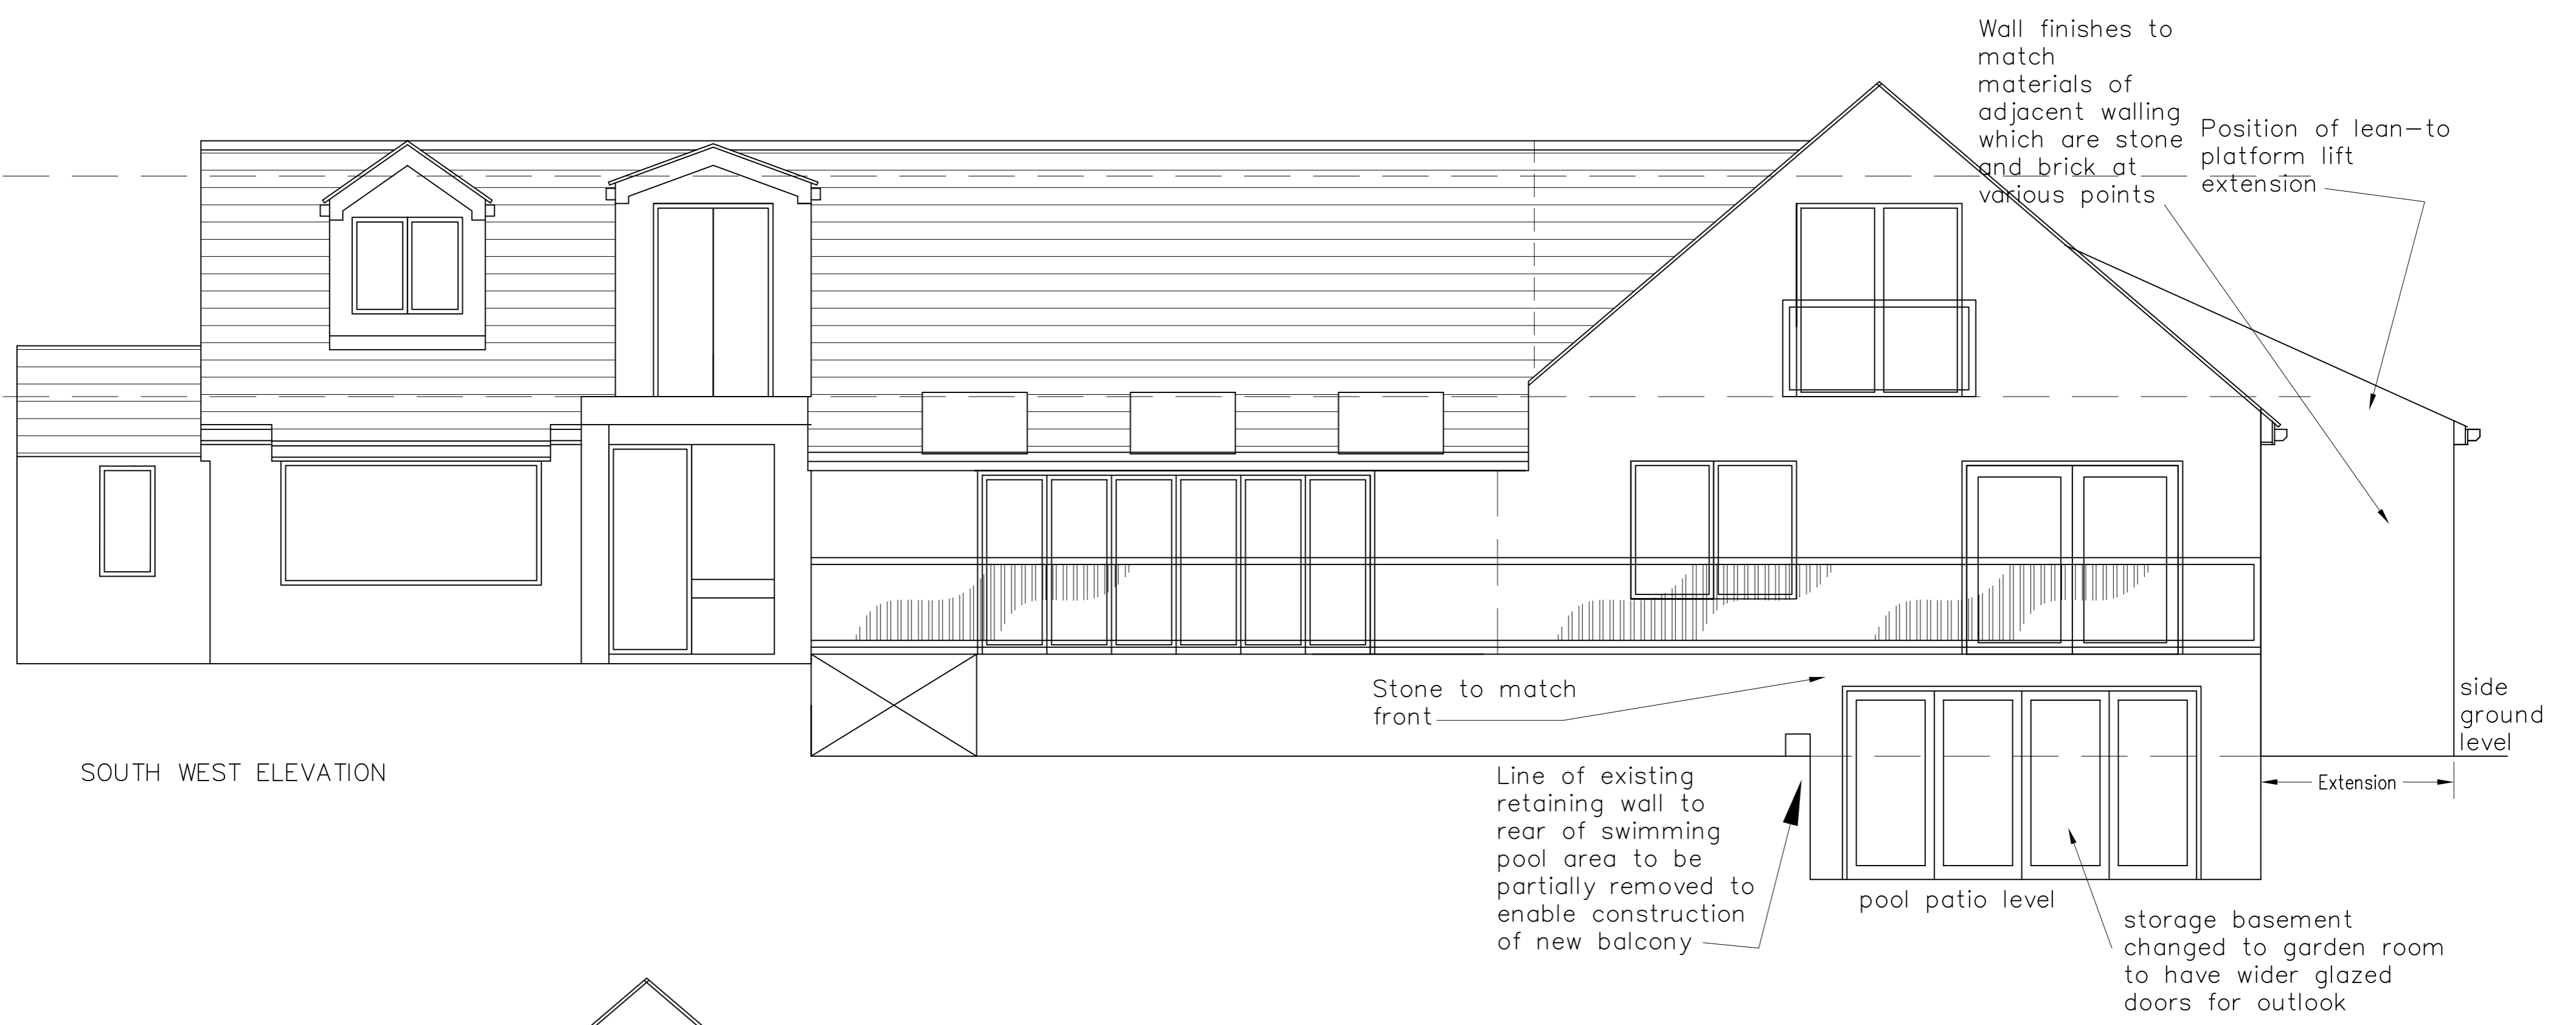 Wall finishes to
match
materials of
adjacent walling
which are stone
and brick at
various points
Position of lean-to
platform lift
extension
Stone to match
front
side
ground
level
SOUTH WEST ELEVATION
Line of existing
retaining wall to
rear of swimming
pool area to be
partially removed to
enable construction
of new balcony
Extension
pool patio level
storage basement
changed to garden room
to have wider glazed
doors for outlook